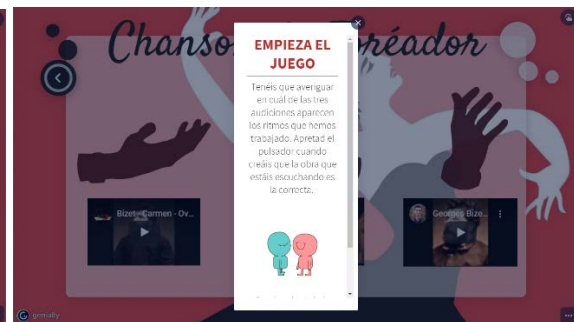 Chanso
réador
EMPIEZA EL
JUEGO
Tenéis que averiguar
en cuál de las tres
audiciones aparecen
los ritmos que hemos
trabajado. Apretad el
pulsador cuando
creáis que la obra que
estáis escuchando es
la correcta.
Bizet - Carmen - Ov...
Georges Bize...
genially